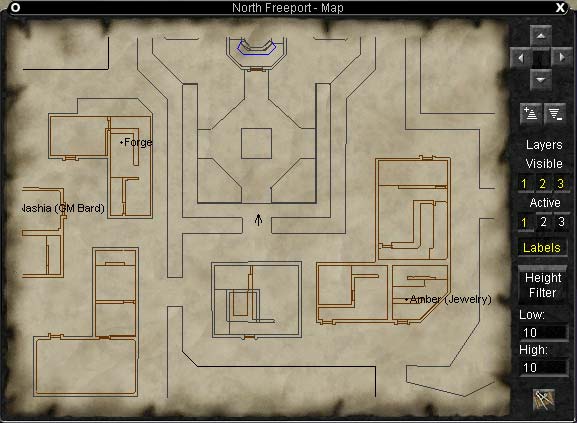 O North Freeport - Map X
Forge
Nashia (GM Bard)
Amber (Jewelry)
Layers
Visible
1 2 3
Active
1 2 3
Labels
Height
Filter
Low:
10
High:
10